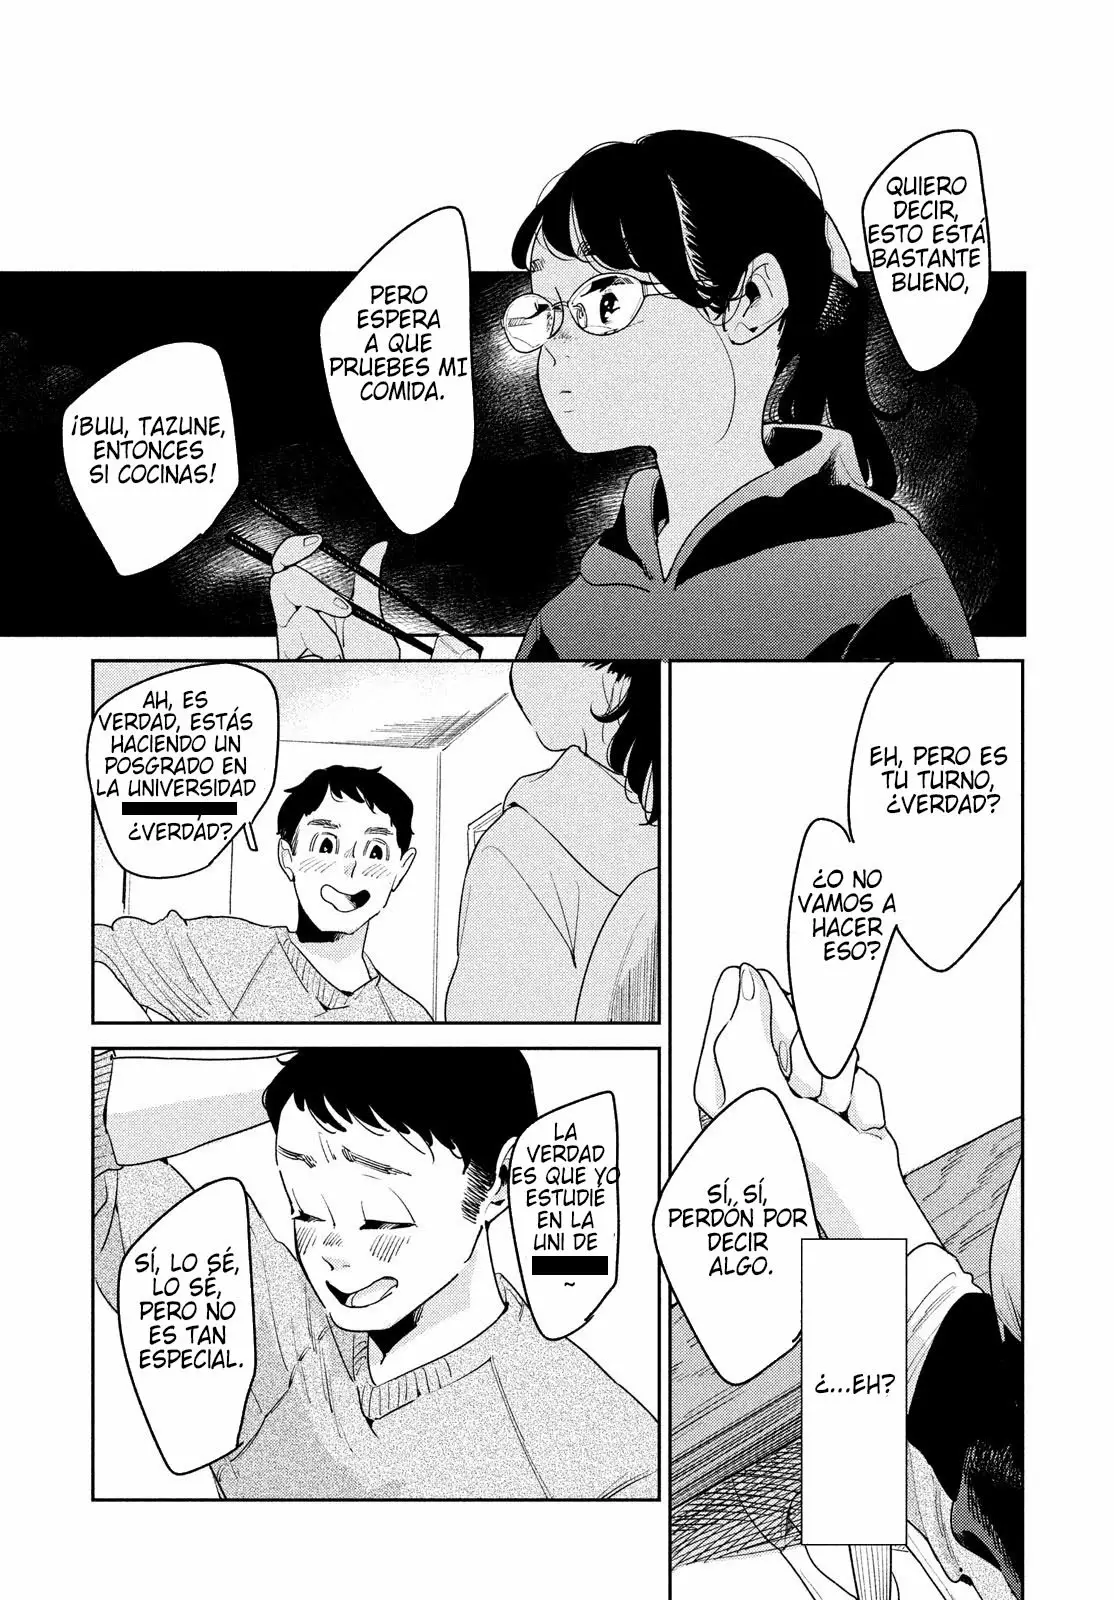 QUIERO
DECIR,
ESTO ESTÁ
BASTANTE
BUENO,
PERO
ESPERA
A QUE
PRUEBES MI
COMIDA.
¡BUU, TAZUNE,
ENTONCES
SI COCINAS!
EH, PERO ES
TU TURNO,
¿VERDAD?
¿O NO
VAMOS A
HACER
ESO?
SÍ, SÍ,
PERDÓN POR
DECIR
ALGO.
¿...EH?
AH, ES
VERDAD, ESTÁS
HACIENDO UN
POSGRADO EN
LA UNIVERSIDAD
¿VERDAD?
LA
VERDAD
ES QUE YO
ESTUDIÉ
EN LA
UNI DE
~
SÍ, LO SÉ,
LO SÉ,
PERO NO
ES TAN
ESPECIAL.